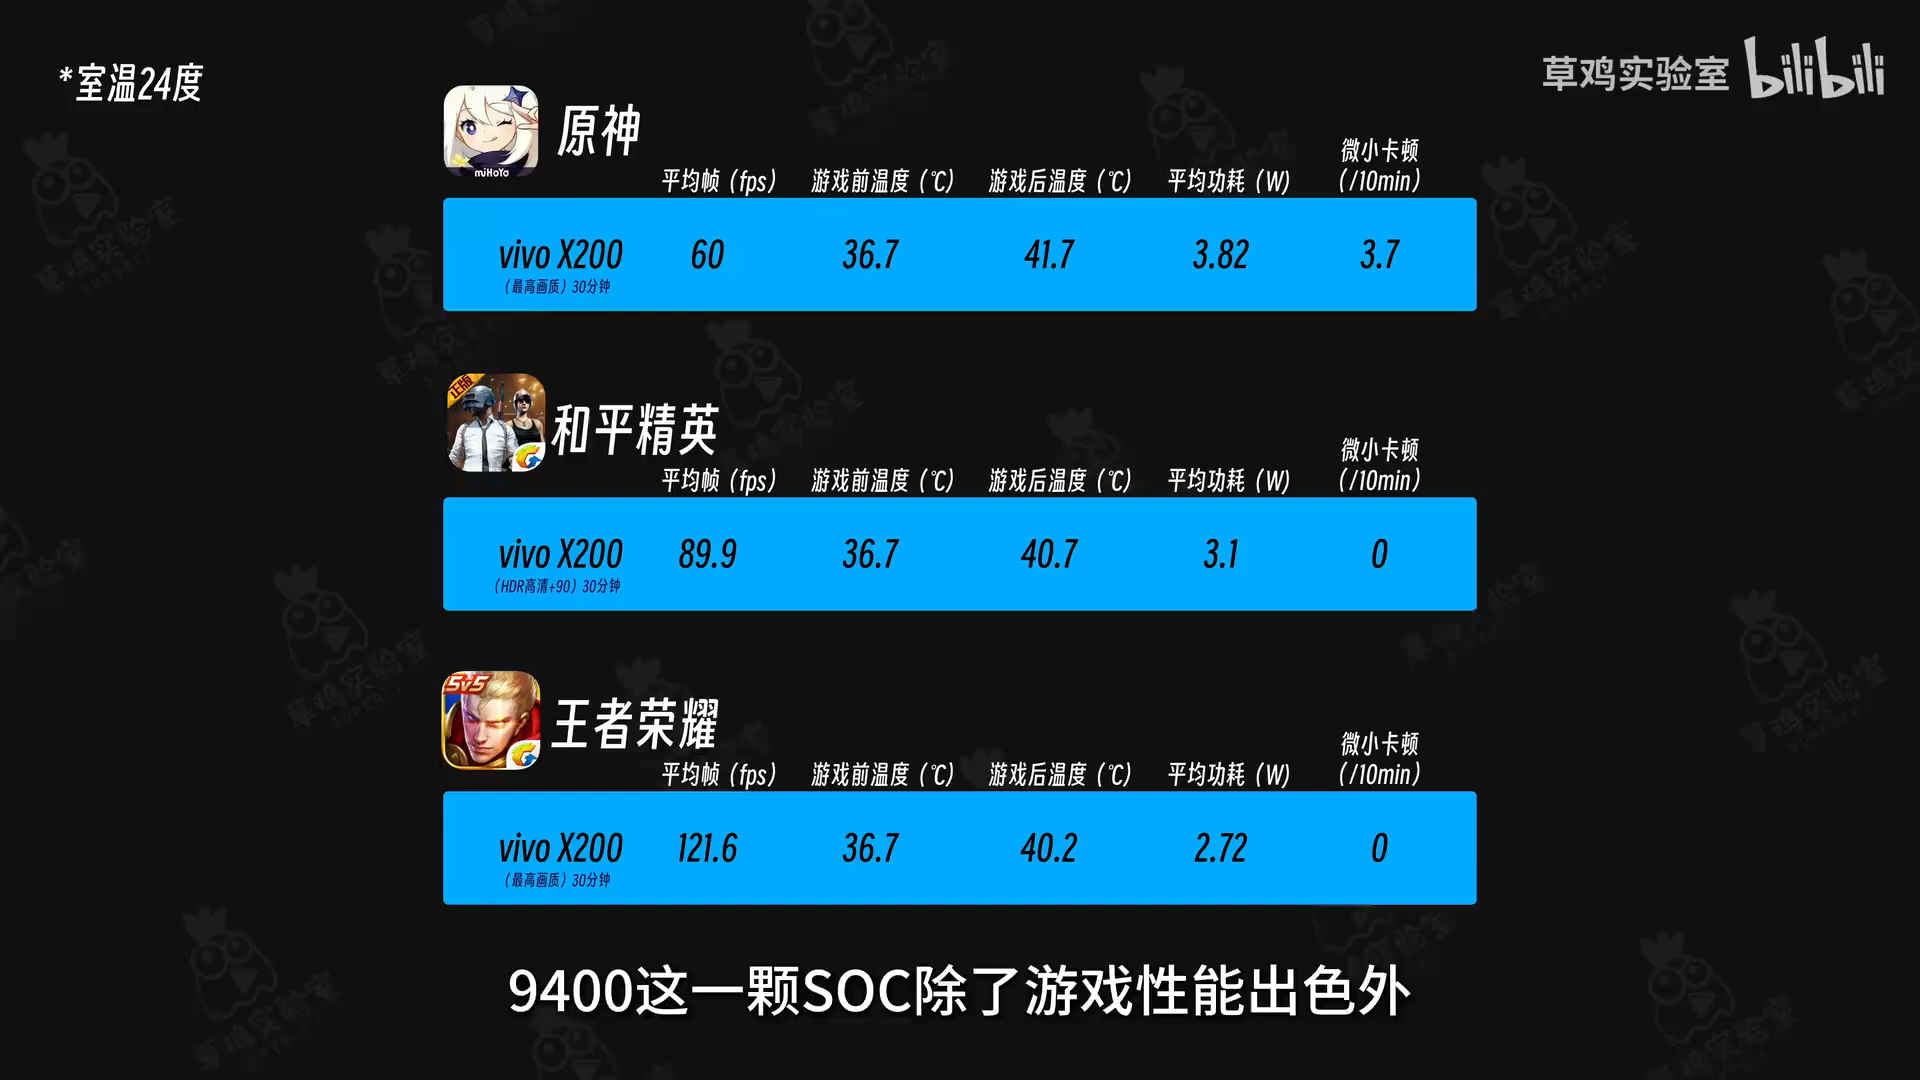 *室温24度
草鸡实验室 bilibili
miHoYo
原神
平均帧（fps） 游戏前温度（℃） 游戏后温度（℃） 平均功耗（W） 微小卡顿
（/10min）
vivo X200 60 36.7 41.7 3.82 3.7
（最高画质）30分钟
正版
和平精英
平均帧（fps） 游戏前温度（℃） 游戏后温度（℃） 平均功耗（W） 微小卡顿
（/10min）
vivo X200 89.9 36.7 40.7 3.1 0
（HDR高清+90）30分钟
5v5
王者荣耀
平均帧（fps） 游戏前温度（℃） 游戏后温度（℃） 平均功耗（W） 微小卡顿
（/10min）
vivo X200 121.6 36.7 40.2 2.72 0
（最高画质）30分钟
9400这一颗SOC除了游戏性能出色外